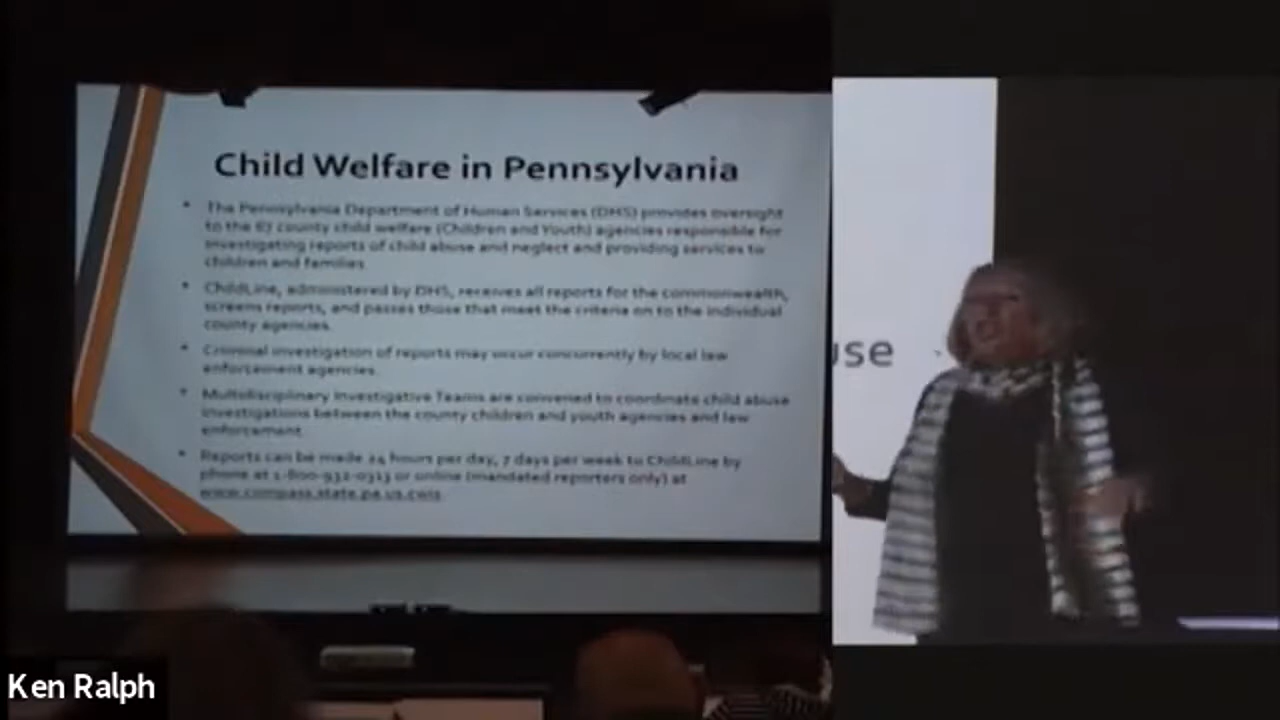 Child Welfare in Pennsylvania
• The Pennsylvania Department of Human Services (DHS) provides oversight
to the 67 county child welfare (Children and Youth) agencies responsible for
investigating reports of child abuse and neglect and providing services to
children and families
• ChildLine, administered by DHS, receives all reports for the commonwealth,
screens reports, and passes those that meet the criteria on to the individual
county agencies.
• Criminal investigation of reports may occur concurrently by local law
enforcement agencies.
• Multidisciplinary Investigative Teams are convened to coordinate child abuse
investigations between the county children and youth agencies and law
enforcement.
• Reports can be made 24 hours per day, 7 days per week to ChildLine by
phone at 1-800-932-0313 or online (mandated reporters only) at
www.compass.state.pa.us.cwis
use
Ken Ralph